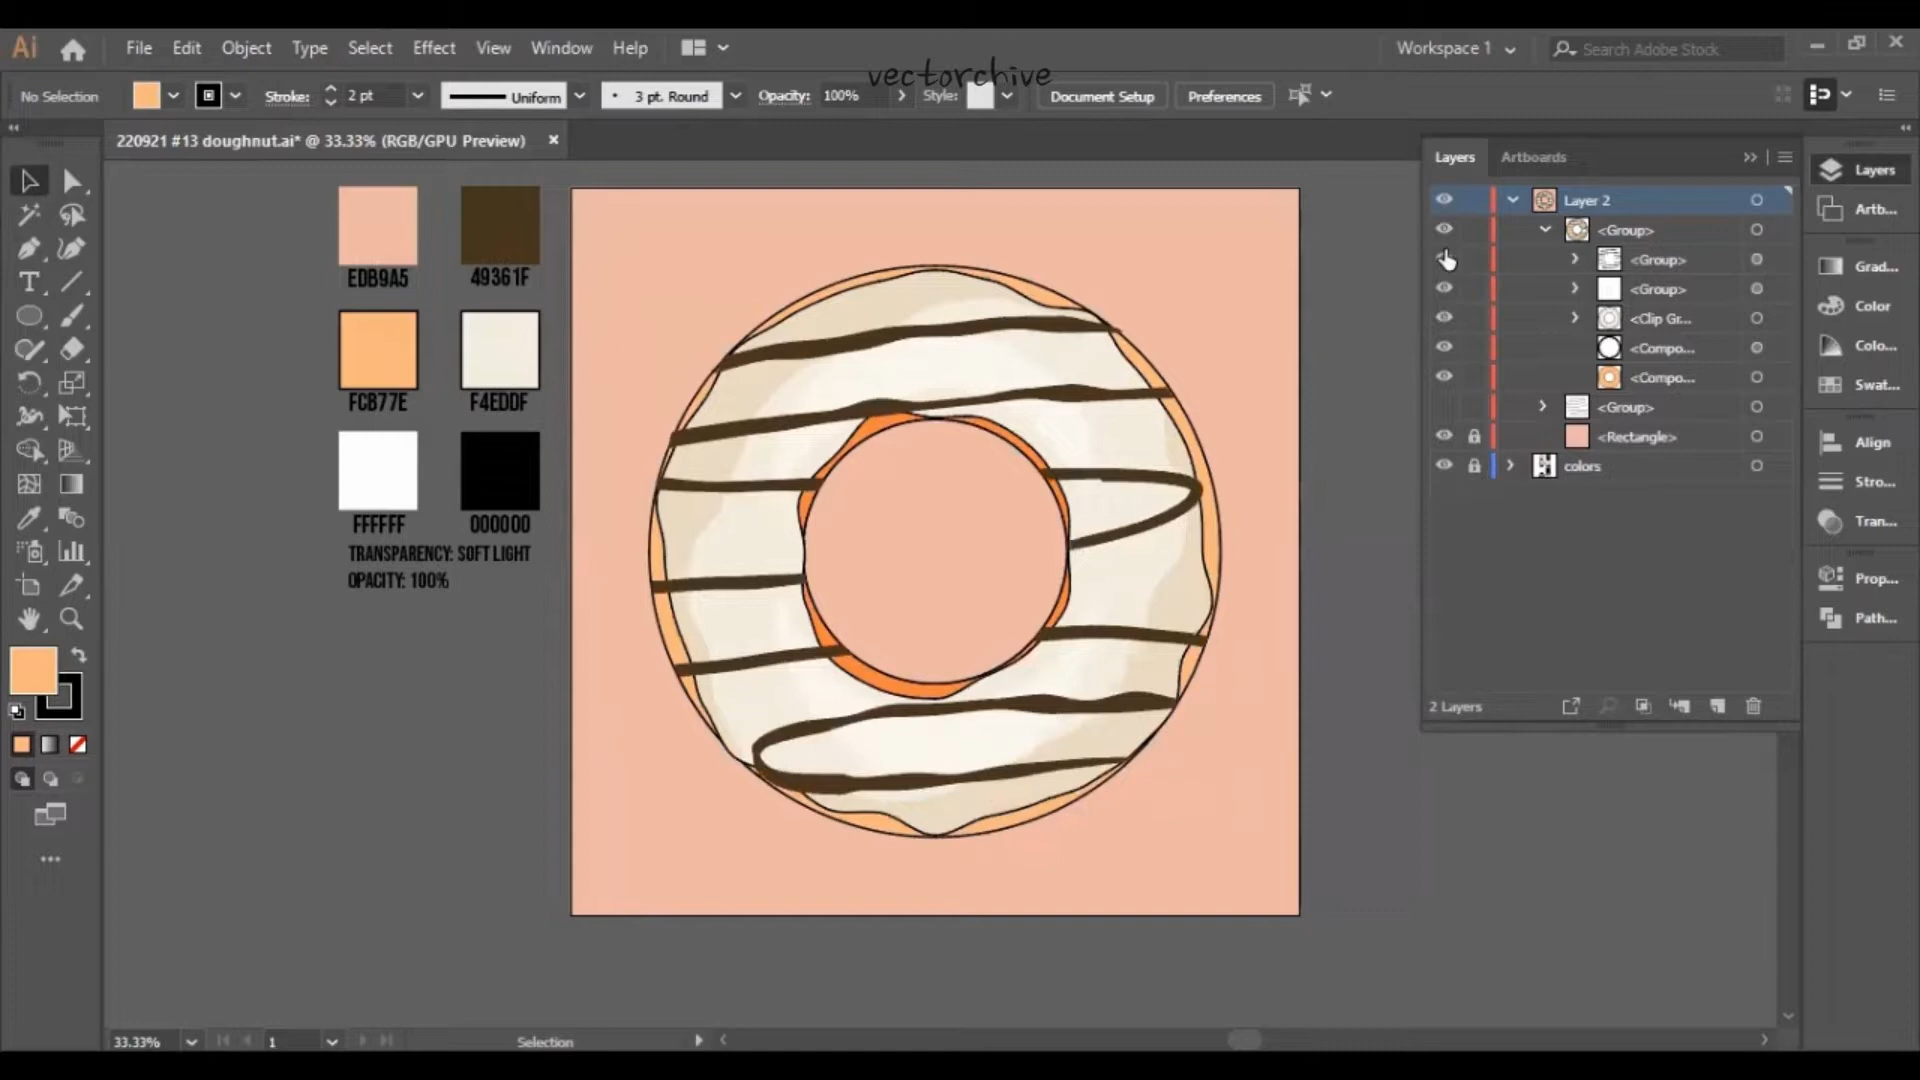 Ai File Edit Object Type Select Effect View Window Help Workspace 1 Search Adobe Stock
vectorchive
No Selection Stroke: 2 pt Uniform 3 pt. Round Opacity: 100% Style: Document Setup Preferences
220921 #13 doughnut.ai* @ 33.33% (RGB/GPU Preview)
EDB9A5 49361F
FCB77E F4EDDF
FFFFFF 000000
TRANSPARENCY: SOFT LIGHT
OPACITY: 100%
Layers Artboards
Layer 2
<Group>
<Group>
<Group>
<Clip Gr...
<Compo...
<Compo...
<Group>
<Rectangle>
colors
2 Layers
Layers
Artb...
Grad...
Color
Colo...
Swat...
Align
Stro...
Tran...
Prop...
Path...
33.33% 1 Selection